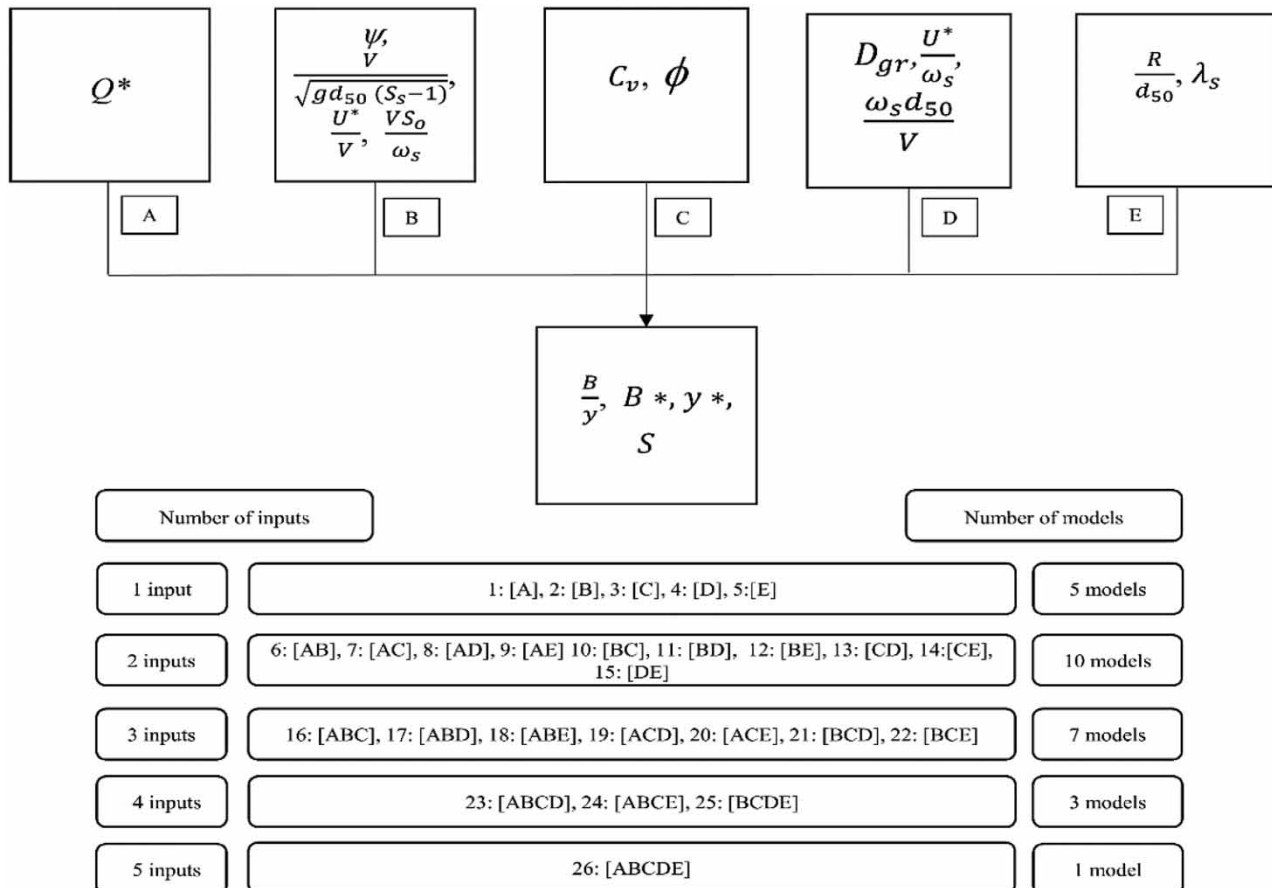 Q*
ψ,
V
√gd₅₀ (Sₛ−1),
U*
V,
VSₒ
ωₛ
Cᵥ, ϕ
D_gr, U*
ωₛ,
ωₛd₅₀
V
R
d₅₀, λₛ
A
B
C
D
E
B
y, B *, y *,
S
Number of inputs
Number of models
1 input
1: [A], 2: [B], 3: [C], 4: [D], 5:[E]
5 models
2 inputs
6: [AB], 7: [AC], 8: [AD], 9: [AE] 10: [BC], 11: [BD], 12: [BE], 13: [CD], 14:[CE],
15: [DE]
10 models
3 inputs
16: [ABC], 17: [ABD], 18: [ABE], 19: [ACD], 20: [ACE], 21: [BCD], 22: [BCE]
7 models
4 inputs
23: [ABCD], 24: [ABCE], 25: [BCDE]
3 models
5 inputs
26: [ABCDE]
1 model